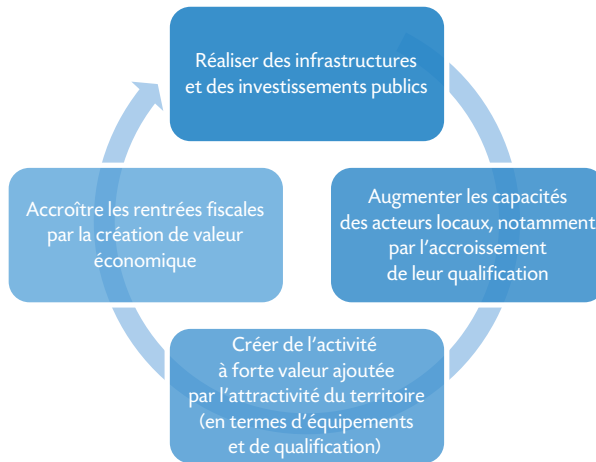 Réaliser des infrastructures
et des investissements publics
Augmenter les capacités
des acteurs locaux, notamment
par l’accroissement
de leur qualification
Créer de l’activité
à forte valeur ajoutée
par l’attractivité du territoire
(en termes d’équipements
et de qualification)
Accroître les rentrées fiscales
par la création de valeur
économique